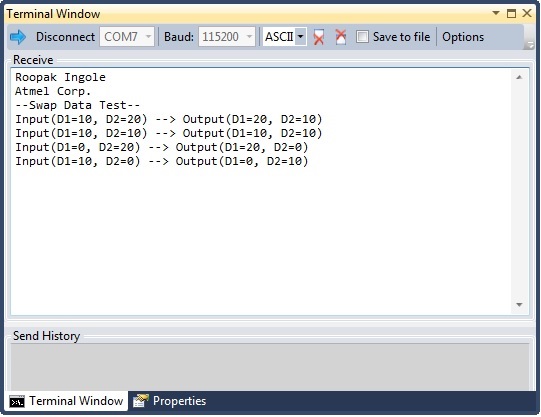 Terminal Window
Disconnect COM7 Baud: 115200 ASCII Save to file Options
Receive
Roopak Ingole
Atmel Corp.
--Swap Data Test--
Input(D1=10, D2=20) --> Output(D1=20, D2=10)
Input(D1=10, D2=10) --> Output(D1=10, D2=10)
Input(D1=0, D2=20) --> Output(D1=20, D2=0)
Input(D1=10, D2=0) --> Output(D1=0, D2=10)
Send History
Terminal Window Properties